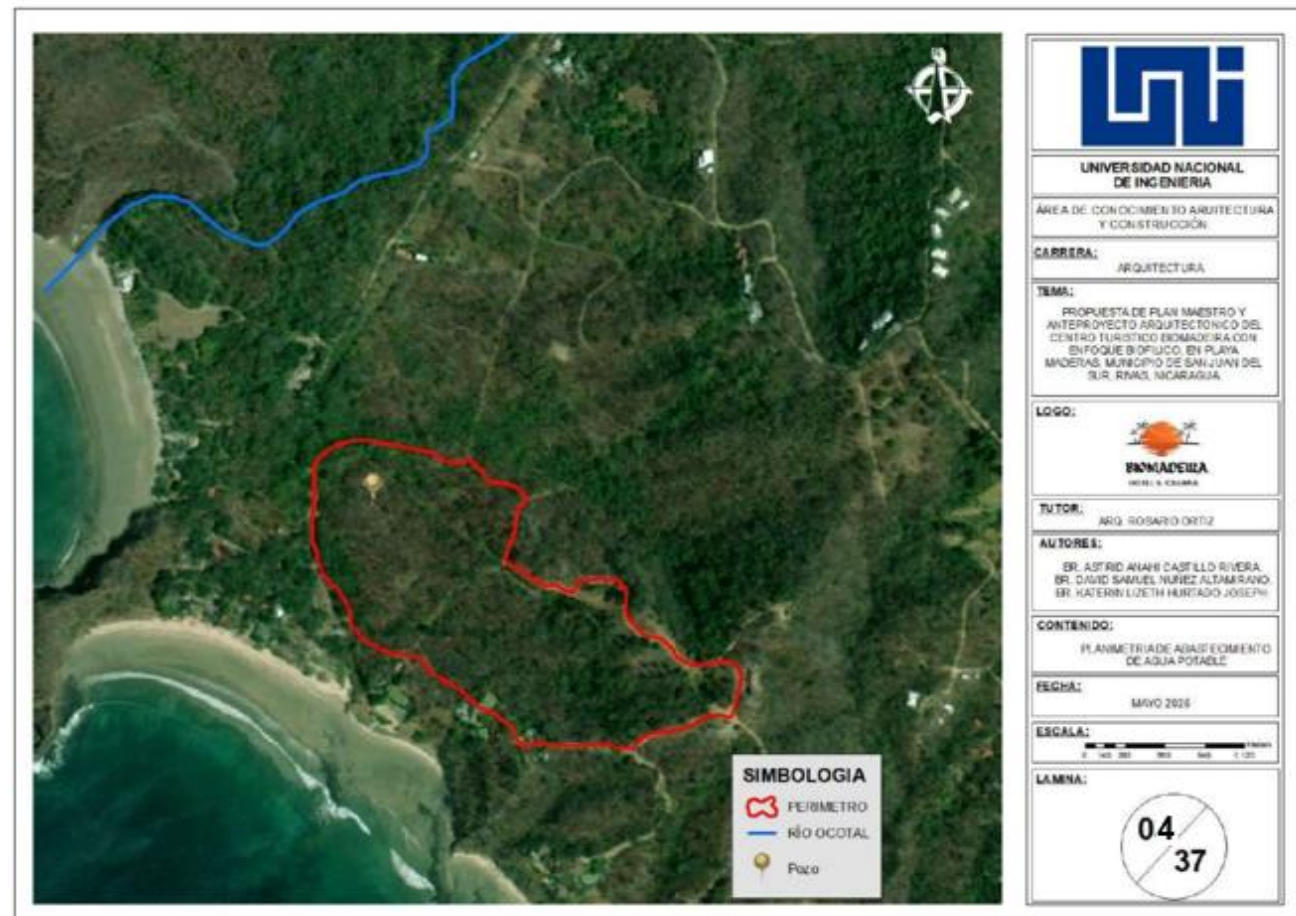 SIMBOLOGIA
PERIMETRO
RÍO OCOTAL
Pozo
UNIVERSIDAD NACIONAL
DE INGENIERIA
ÁREA DE CONOCIMIENTO ARUITECTURA
Y CONSTRUCCIÓN
CARRERA:
ARQUITECTURA
TEMA:
PROPUESTA DE PLAN MAESTRO Y
ANTEPROYECTO ARQUITECTONICO DEL
CENTRO TURISTICO BIOMADEIRA CON
ENFOQUE BIOFILICO, EN PLAYA
MADERAS, MUNICIPIO DE SAN JUAN DEL
SUR, RIVAS, NICARAGUA
LOGO:
BIOMADEIRA
TUTOR:
ARQ. ROSARIO ORTIZ
AUTORES:
BR. ASTRID ANAHI CASTILLO RIVERA.
BR. DAVID SAMUEL NUÑEZ ALTAMIRANO.
BR. KATERIN LIZETH HURTADO JOSEPH
CONTENIDO:
PLANIMETRIA DE ABASTECIMIENTO
DE AGUA POTABLE
FECHA:
MAYO
ESCALA:
LAMINA:
04
37